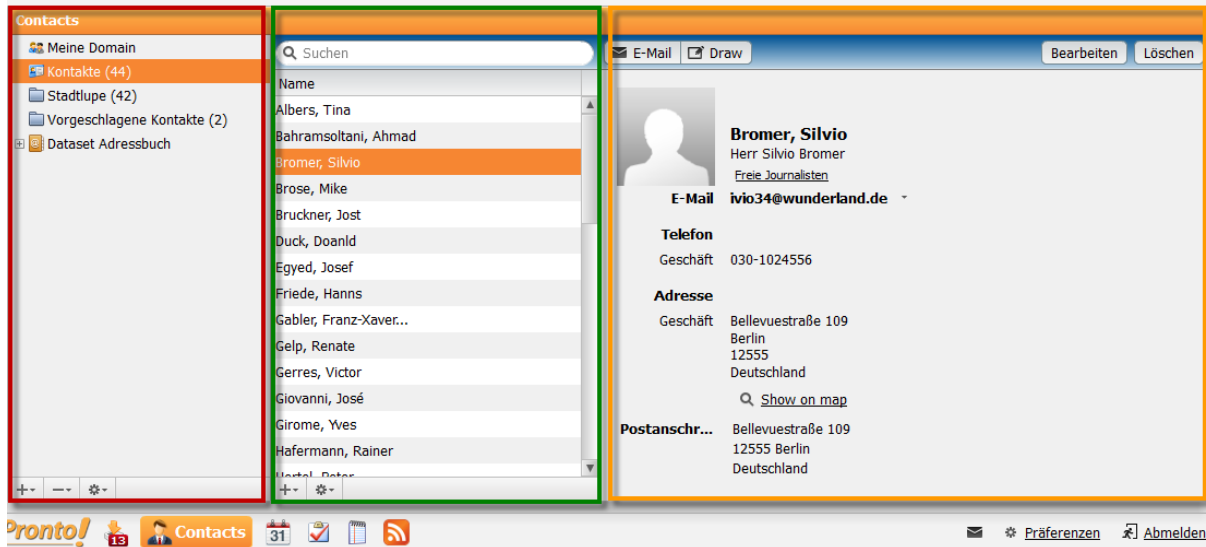 Contacts
Meine Domain
Kontakte (44)
Stadtlupe (42)
Vorgeschlagene Kontakte (2)
Dataset Adressbuch
Suchen
Name
Albers, Tina
Bahramsoltani, Ahmad
Bromer, Silvio
Brose, Mike
Bruckner, Jost
Duck, Doanld
Egyed, Josef
Friede, Hanns
Gabler, Franz-Xaver...
Gelp, Renate
Gerres, Victor
Giovanni, José
Girome, Yves
Hafermann, Rainer
E-Mail Draw Bearbeiten Löschen
Bromer, Silvio
Herr Silvio Bromer
Freie Journalisten
E-Mail ivio34@wunderland.de
Telefon
Geschäft 030-1024556
Adresse
Geschäft Bellevuestraße 109
Berlin
12555
Deutschland
Show on map
Postanschr... Bellevuestraße 109
12555 Berlin
Deutschland
Pronto! 13 Contacts 31 Präferenzen Abmelden